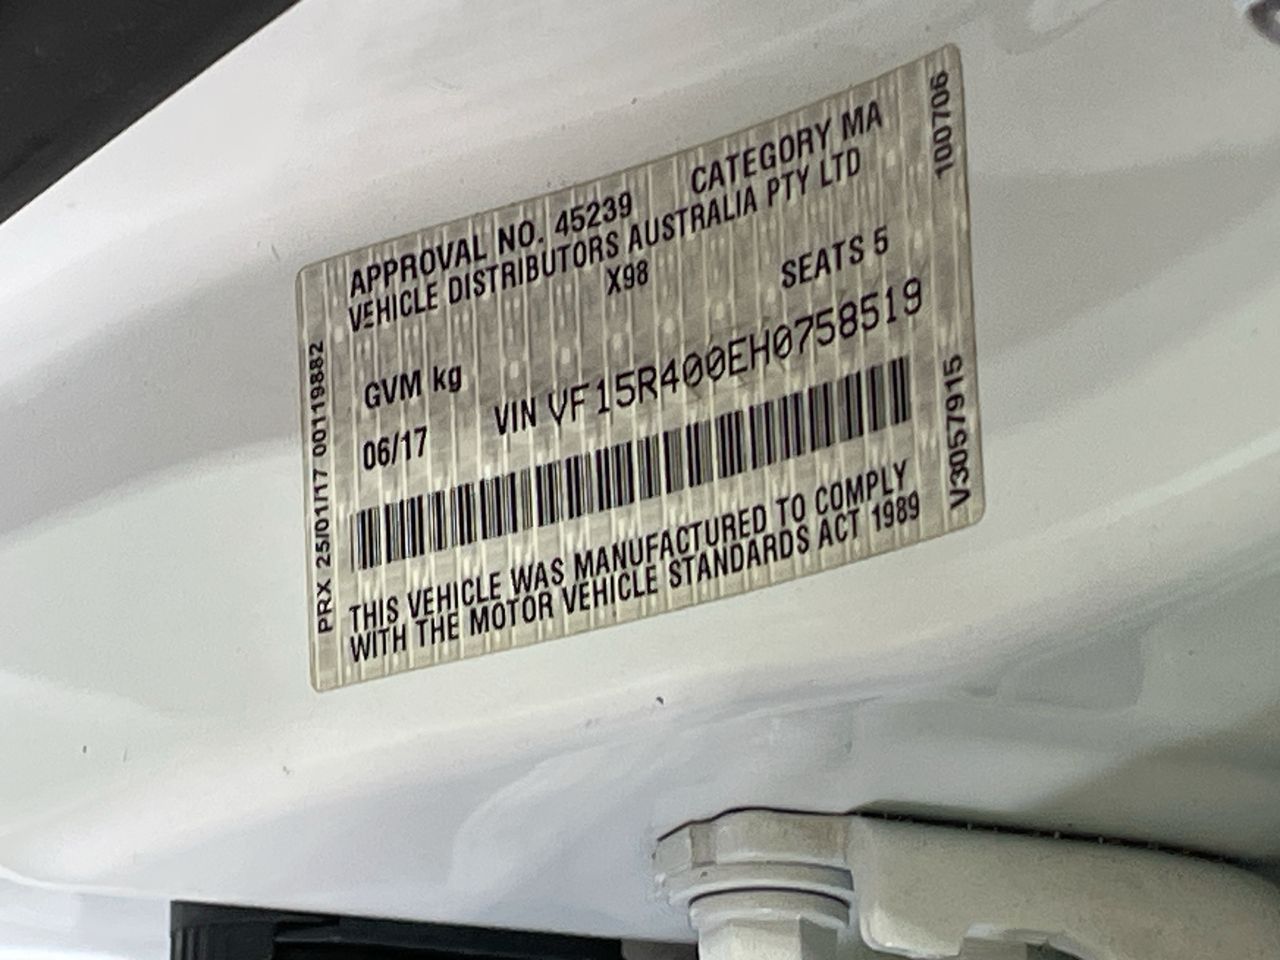 APPROVAL NO. 45239 CATEGORY MA
VEHICLE DISTRIBUTORS AUSTRALIA PTY LTD
X98
SEATS 5
GVM kg
06/17
VIN VF15R400EH0758519
THIS VEHICLE WAS MANUFACTURED TO COMPLY
WITH THE MOTOR VEHICLE STANDARDS ACT 1989
PRX 25/01/17 00119882
100706
V3057915